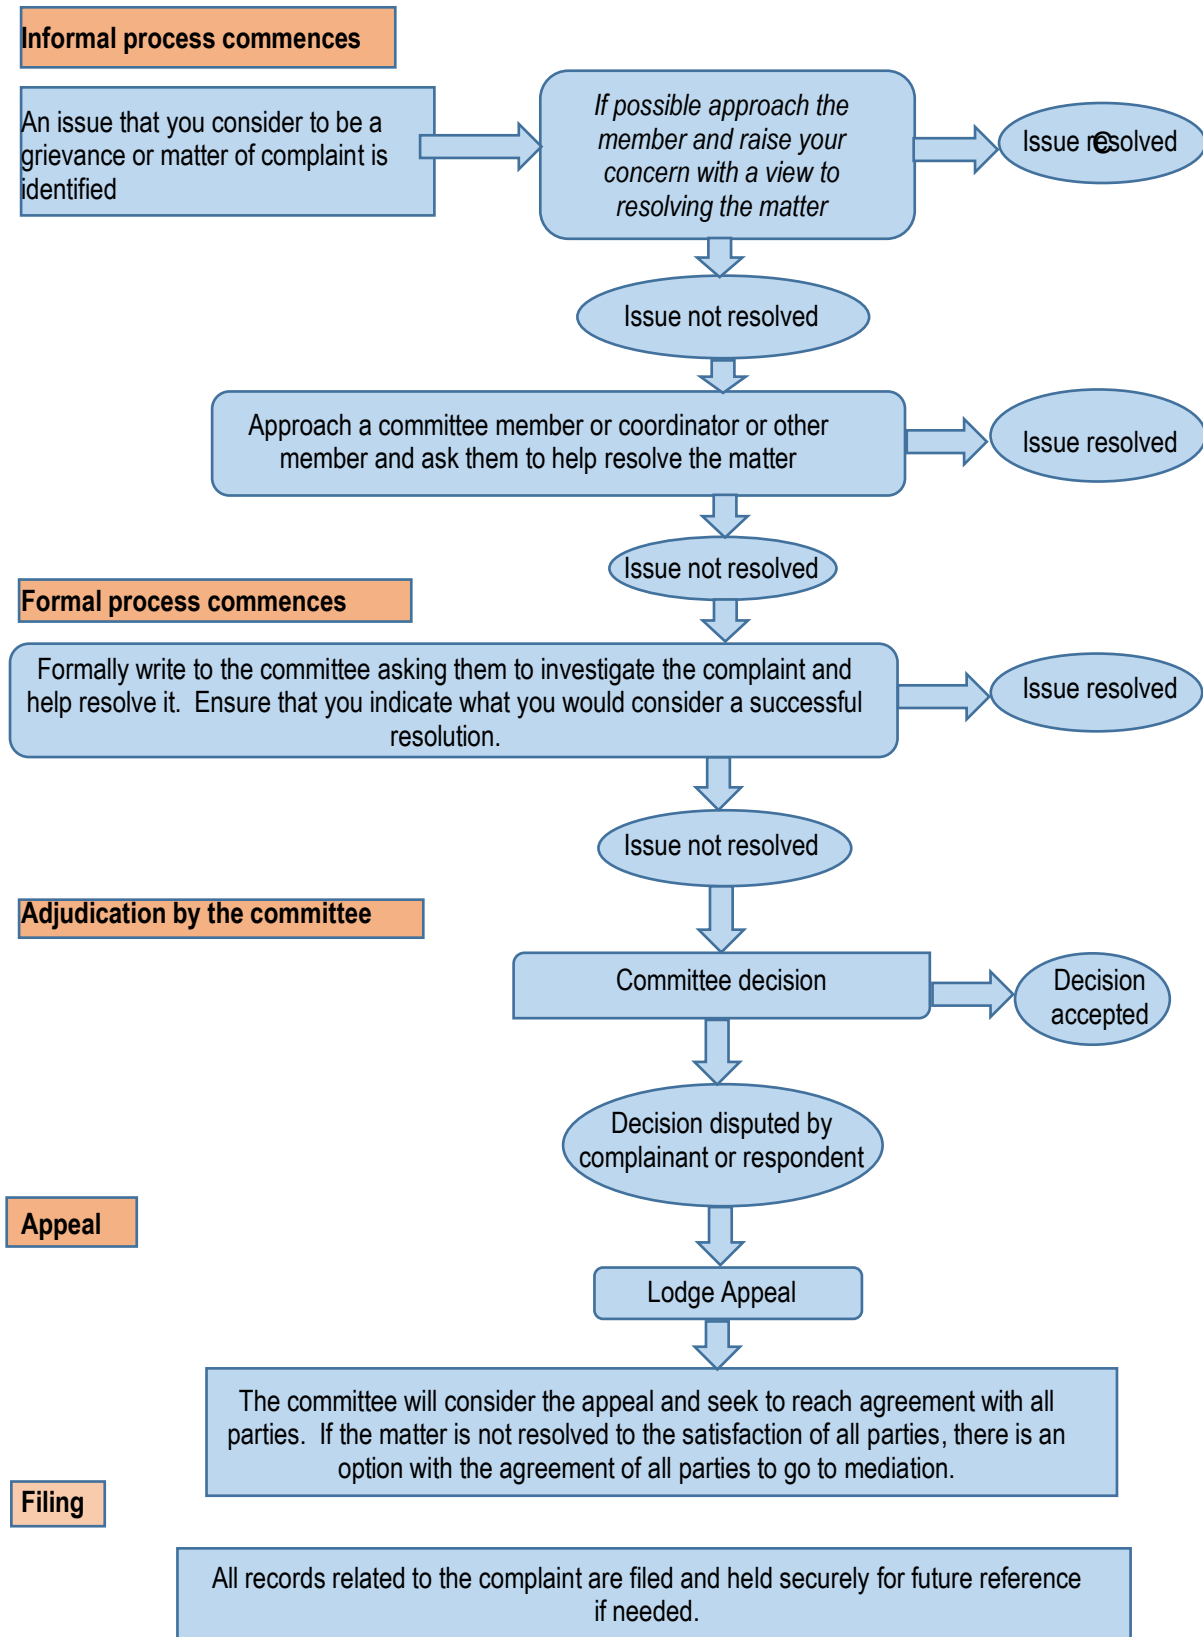 Informal process commences
An issue that you consider to be a
grievance or matter of complaint is
identified
If possible approach the
member and raise your
concern with a view to
resolving the matter
Issue resolved
C
Issue not resolved
Approach a committee member or coordinator or other
member and ask them to help resolve the matter
Issue resolved
Issue not resolved
Formal process commences
Formally write to the committee asking them to investigate the complaint and
help resolve it.  Ensure that you indicate what you would consider a successful
resolution.
Issue resolved
Issue not resolved
Adjudication by the committee
Committee decision
Decision
accepted
Decision disputed by
complainant or respondent
Appeal
Lodge Appeal
The committee will consider the appeal and seek to reach agreement with all
parties.  If the matter is not resolved to the satisfaction of all parties, there is an
option with the agreement of all parties to go to mediation.
Filing
All records related to the complaint are filed and held securely for future reference
if needed.